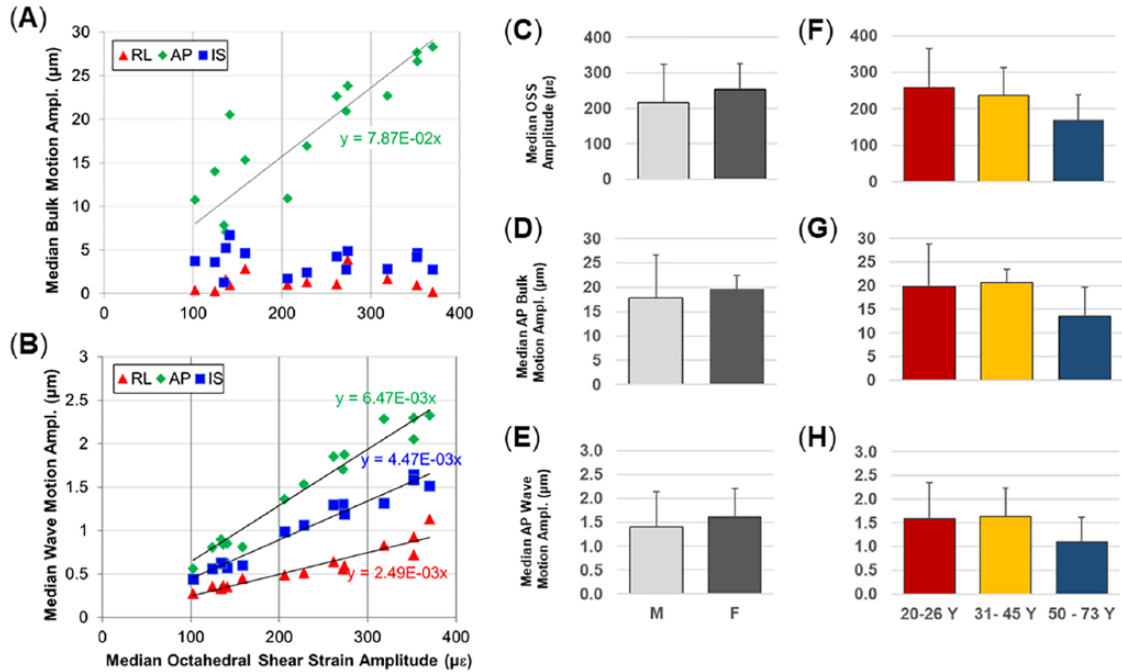 (A)
Median Bulk Motion Ampl. (µm)
30
25
20
15
10
5
0
RL AP IS
y = 7.87E-02x
0 100 200 300 400
(B)
Median Wave Motion Ampl. (µm)
3
2.5
2
1.5
1
0.5
0
RL AP IS
y = 6.47E-03x
y = 4.47E-03x
y = 2.49E-03x
0 100 200 300 400
Median Octahedral Shear Strain Amplitude (µε)
(C)
Median OSS
Amplitude (µε)
400
300
200
100
0
(D)
Median AP Bulk
Motion Ampl. (µm)
30
25
20
15
10
5
0
(E)
Median AP Wave
Motion Ampl. (µm)
3.0
2.5
2.0
1.5
1.0
0.5
0.0
M F
(F)
400
300
200
100
0
(G)
30
25
20
15
10
5
0
(H)
3.0
2.5
2.0
1.5
1.0
0.5
0.0
20-26 Y 31- 45 Y 50 - 73 Y